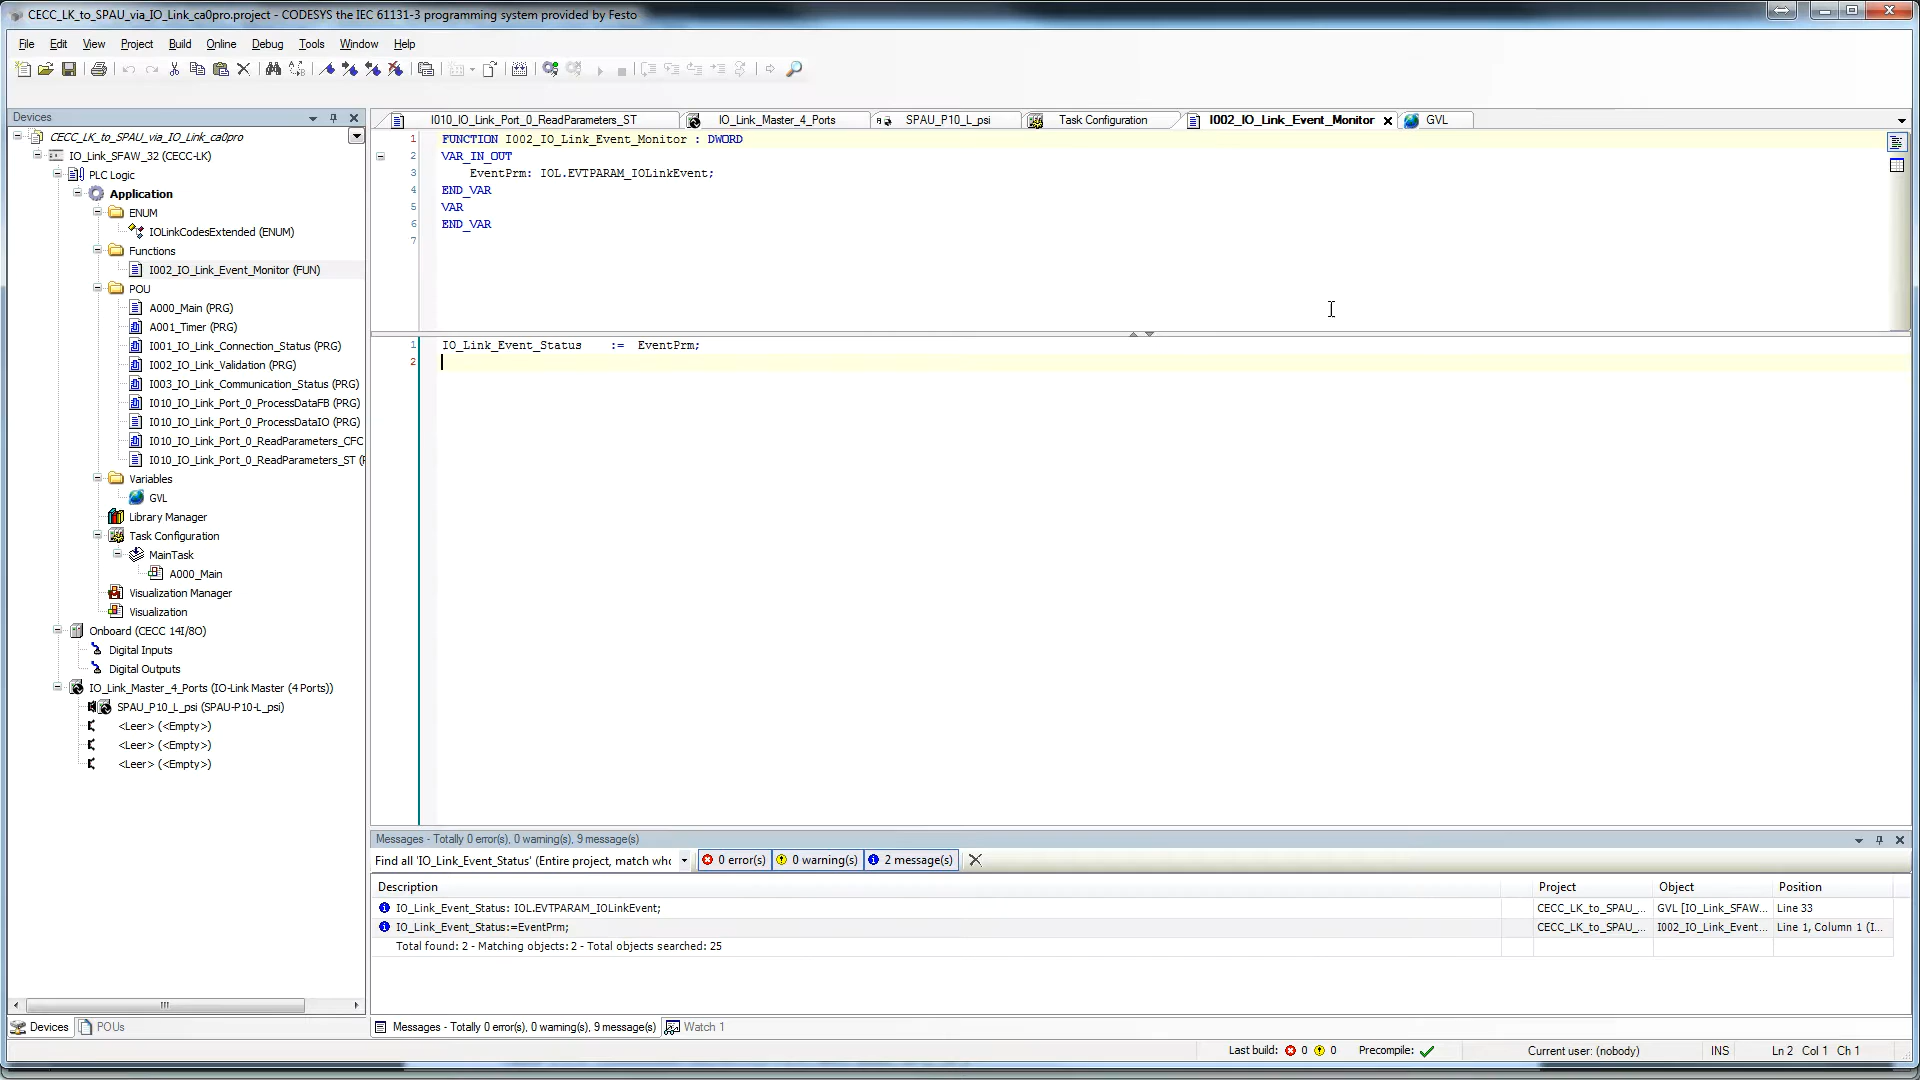 CECC_LK_to_SPAU_via_IO_Link_ca0pro.project - CODESYS the IEC 61131-3 programming system provided by Festo
File Edit View Project Build Online Debug Tools Window Help
Devices
CECC_LK_to_SPAU_via_IO_Link_ca0pro
IO_Link_SFAW_32 (CECC-LK)
PLC Logic
Application
ENUM
IOLinkCodesExtended (ENUM)
Functions
I002_IO_Link_Event_Monitor (FUN)
POU
A000_Main (PRG)
A001_Timer (PRG)
I001_IO_Link_Connection_Status (PRG)
I002_IO_Link_Validation (PRG)
I003_IO_Link_Communication_Status (PRG)
I010_IO_Link_Port_0_ProcessDataFB (PRG)
I010_IO_Link_Port_0_ProcessDataIO (PRG)
I010_IO_Link_Port_0_ReadParameters_CFC
I010_IO_Link_Port_0_ReadParameters_ST (
Variables
GVL
Library Manager
Task Configuration
MainTask
A000_Main
Visualization Manager
Visualization
Onboard (CECC 14I/8O)
Digital Inputs
Digital Outputs
IO_Link_Master_4_Ports (IO-Link Master (4 Ports))
SPAU_P10_L_psi (SPAU-P10-L_psi)
<Leer> (<Empty>)
<Leer> (<Empty>)
<Leer> (<Empty>)
Devices POUs
I010_IO_Link_Port_0_ReadParameters_ST IO_Link_Master_4_Ports SPAU_P10_L_psi Task Configuration I002_IO_Link_Event_Monitor GVL
1 FUNCTION I002_IO_Link_Event_Monitor : DWORD
2 VAR_IN_OUT
3 EventPrm: IOL.EVTPARAM_IOLinkEvent;
4 END_VAR
5 VAR
6 END_VAR
7
1 IO_Link_Event_Status := EventPrm;
2
Messages - Totally 0 error(s), 0 warning(s), 9 message(s)
Find all 'IO_Link_Event_Status' (Entire project, match who 0 error(s) 0 warning(s) 2 message(s)
Description Project Object Position
IO_Link_Event_Status: IOL.EVTPARAM_IOLinkEvent; CECC_LK_to_SPAU_... GVL [IO_Link_SFAW... Line 33
IO_Link_Event_Status:=EventPrm; CECC_LK_to_SPAU_... I002_IO_Link_Event... Line 1, Column 1 (I...
Total found: 2 - Matching objects: 2 - Total objects searched: 25
Messages - Totally 0 error(s), 0 warning(s), 9 message(s) Watch 1
Last build: 0 0 Precompile: Current user: (nobody) INS Ln 2 Col 1 Ch 1